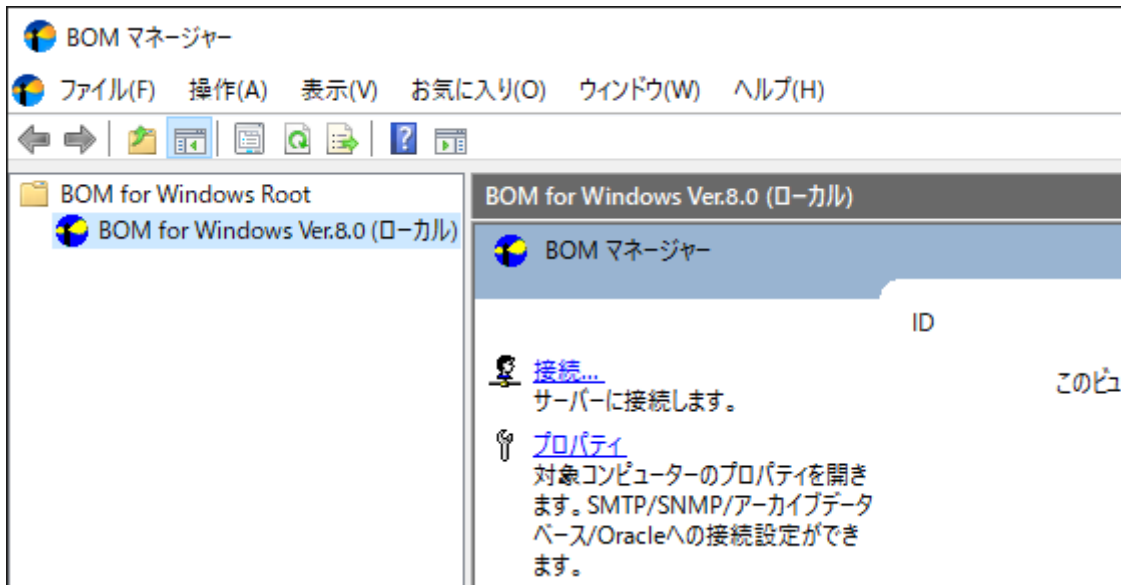 BOM マネージャー
ファイル(F) 操作(A) 表示(V) お気に入り(O) ウィンドウ(W) ヘルプ(H)
BOM for Windows Root
BOM for Windows Ver.8.0 (ローカル)
BOM for Windows Ver.8.0 (ローカル)
BOM マネージャー
ID
接続...
サーバーに接続します。
このビュ
プロパティ
対象コンピューターのプロパティを開き
ます。SMTP/SNMP/アーカイブデータ
ベース/Oracleへの接続設定ができ
ます。